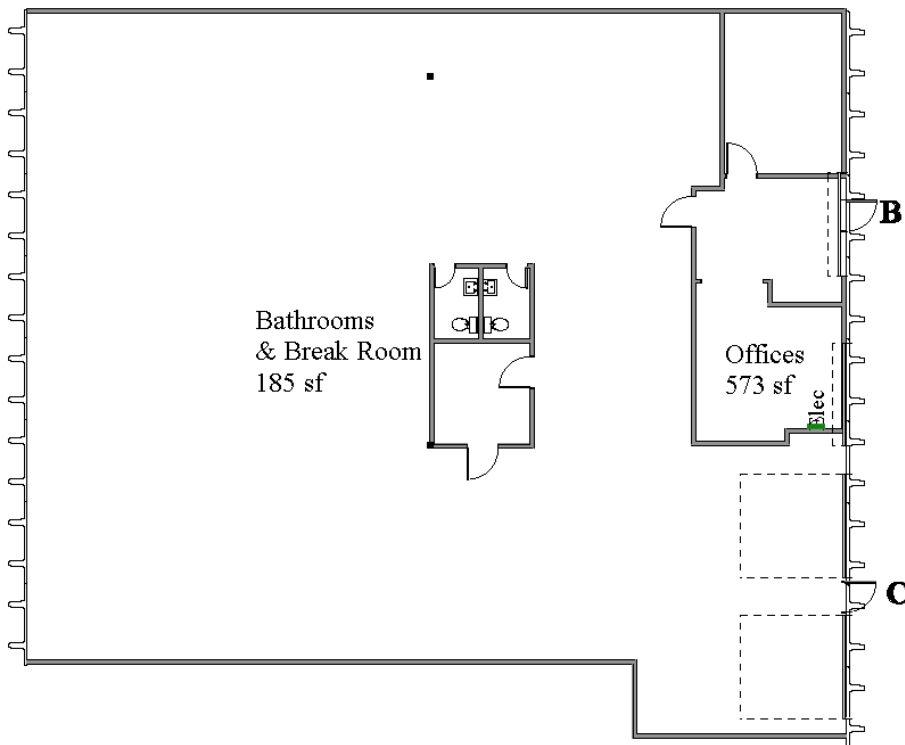 B
Bathrooms
& Break Room
185 sf
Offices
573 sf
Elec
C